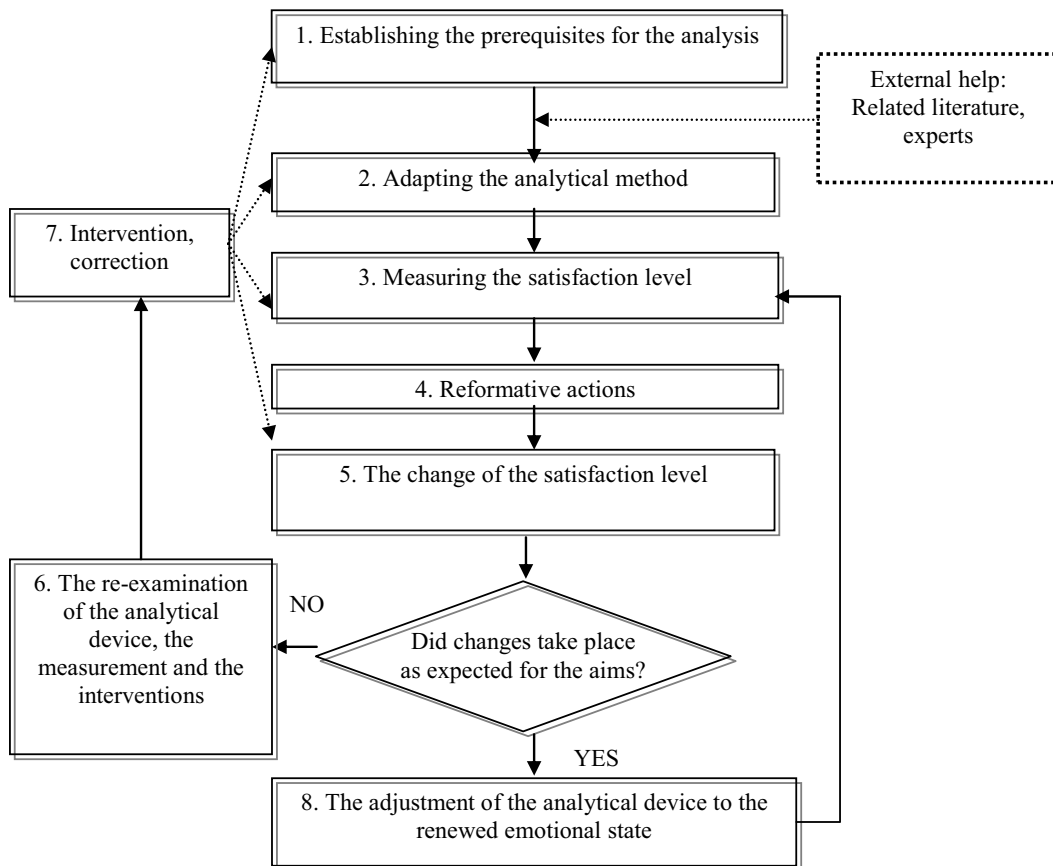 1. Establishing the prerequisites for the analysis
External help:
Related literature,
experts
2. Adapting the analytical method
7. Intervention,
correction
3. Measuring the satisfaction level
4. Reformative actions
5. The change of the satisfaction level
6. The re-examination
of the analytical
device, the
measurement and the
interventions
NO
Did changes take place
as expected for the aims?
YES
8. The adjustment of the analytical device to the
renewed emotional state